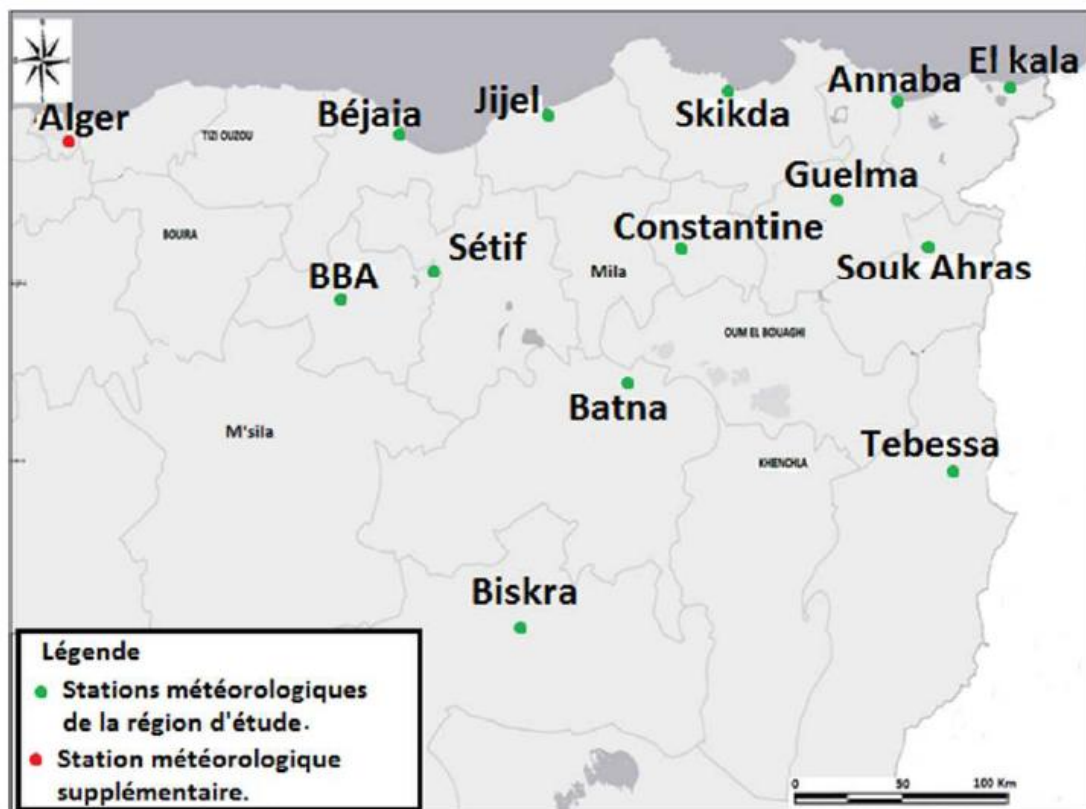 El kala
Annaba
Skikda
Jijel
Béjaia
Alger
TIZI OUZOU
Guelma
Constantine
Souk Ahras
Sétif
BOUIRA
Mila
BBA
OUM EL BOUAGHI
Batna
M'sila
Tebessa
KHENCHLA
Biskra
Légende
Stations météorologiques
de la région d'étude.
Station météorologique
supplémentaire.
0 50 100 Km